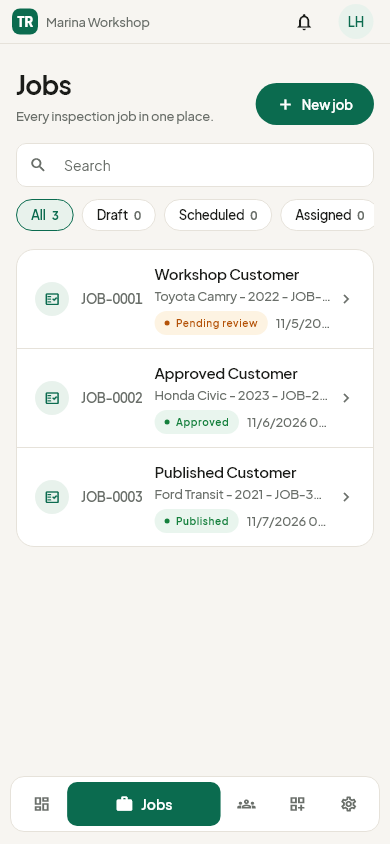 TR Marina Workshop LH
Jobs
Every inspection job in one place.
New job
Search
All 3 Draft 0 Scheduled 0 Assigned 0
Workshop Customer
JOB-0001 Toyota Camry - 2022 - JOB-...
Pending review 11/5/20...
Approved Customer
JOB-0002 Honda Civic - 2023 - JOB-2...
Approved 11/6/2026 0...
Published Customer
JOB-0003 Ford Transit - 2021 - JOB-3...
Published 11/7/2026 0...
Jobs